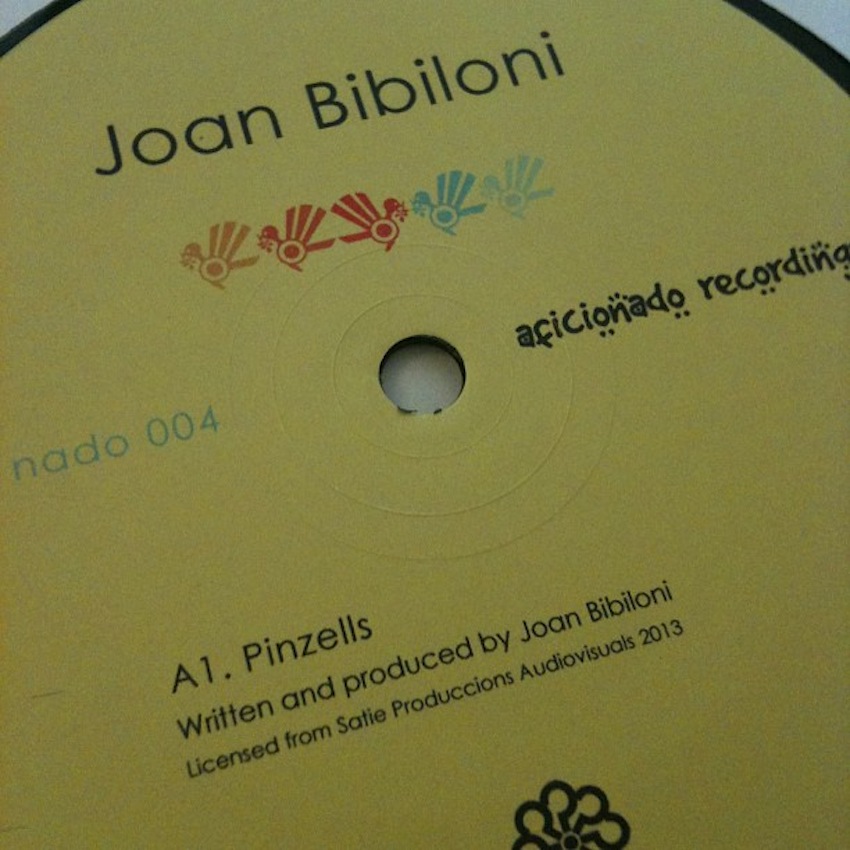 Joan Bibiloni
aficionado recording
nado 004
A1. Pinzells
Written and produced by Joan Bibiloni
Licensed from Satie Produccions Audiovisuals 2013